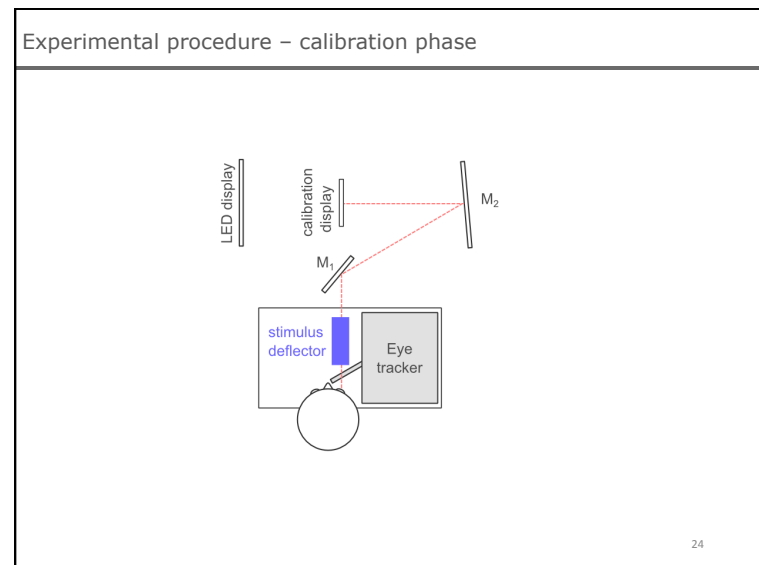 Experimental procedure – calibration phase
LED display
calibration
display
M2
M1
stimulus
deflector
Eye
tracker
24